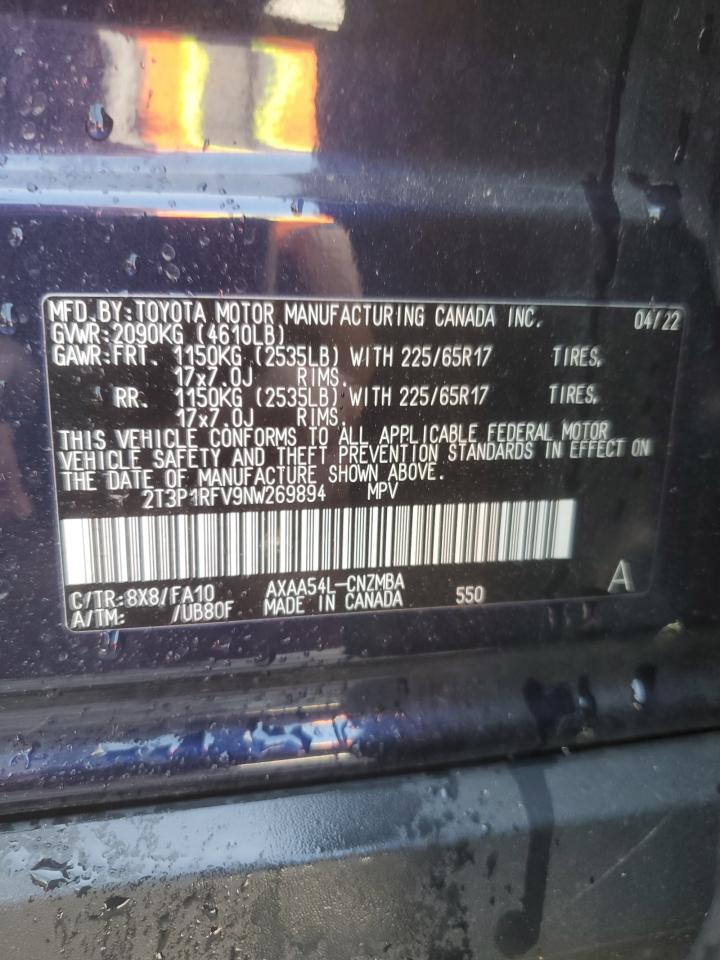 MFD.BY:TOYOTA MOTOR MANUFACTURING CANADA INC. 04/22
GVWR:2090KG (4610LB)
GAWR:FRT. 1150KG (2535LB) WITH 225/65R17 TIRES,
17x7.0J RIMS.
RR. 1150KG (2535LB) WITH 225/65R17 TIRES,
17x7.0J RIMS.
THIS VEHICLE CONFORMS TO ALL APPLICABLE FEDERAL MOTOR
VEHICLE SAFETY AND THEFT PREVENTION STANDARDS IN EFFECT ON
THE DATE OF MANUFACTURE SHOWN ABOVE.
2T3P1RFV9NW269894 MPV
C/TR:8X8/FA10 AXAA54L-CNZMBA 550 A
A/TM: /UB80F MADE IN CANADA